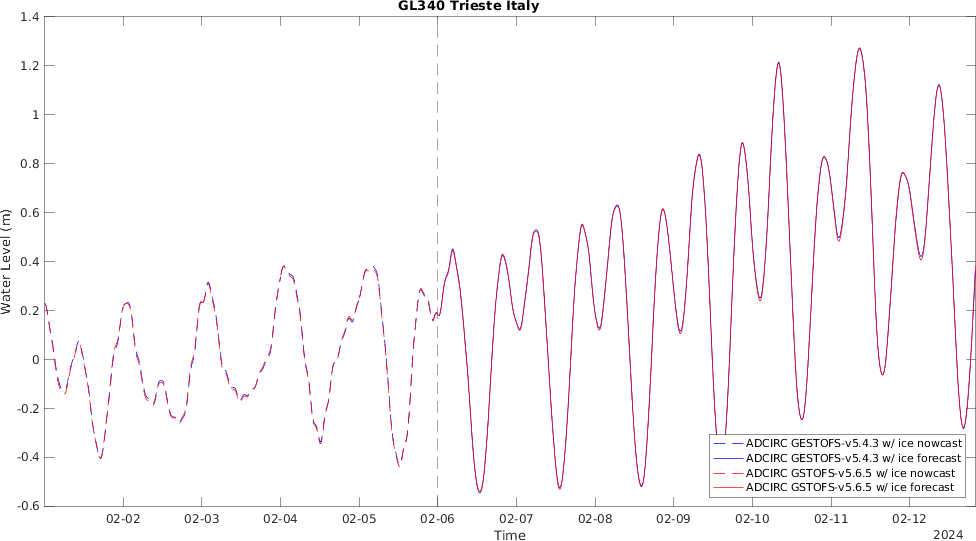 GL340 Trieste Italy
Water Level (m)
1.4
1.2
1
0.8
0.6
0.4
0.2
0
-0.2
-0.4
-0.6
ADCIRC GESTOFS-v5.4.3 w/ ice nowcast
ADCIRC GESTOFS-v5.4.3 w/ ice forecast
ADCIRC GSTOFS-v5.6.5 w/ ice nowcast
ADCIRC GSTOFS-v5.6.5 w/ ice forecast
02-02 02-03 02-04 02-05 02-06 02-07 02-08 02-09 02-10 02-11 02-12
Time
2024